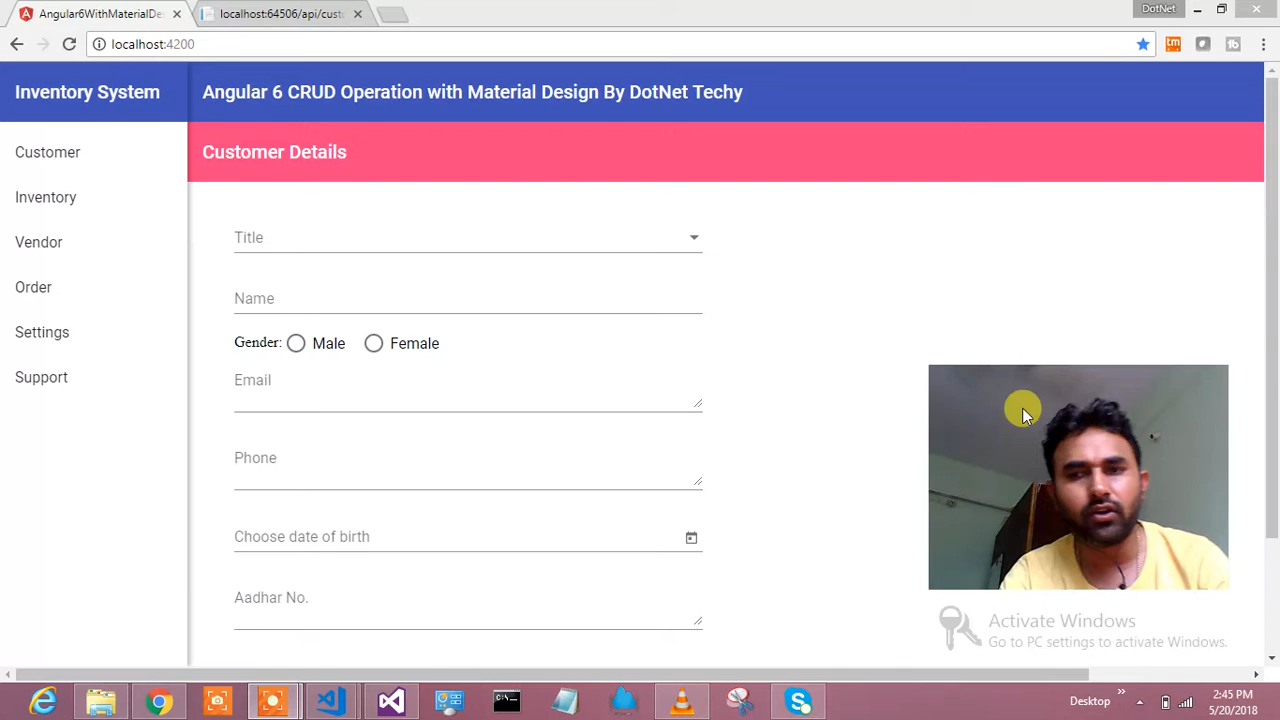 Angular6WithMaterialDe
localhost:64506/api/custo
DotNet
localhost:4200
Inventory System
Angular 6 CRUD Operation with Material Design By DotNet Techy
Customer
Customer Details
Inventory
Vendor
Order
Settings
Support
Title
Name
Gender:
Male
Female
Email
Phone
Choose date of birth
Aadhar No.
Activate Windows
Go to PC settings to activate Windows.
Desktop
2:45 PM
5/20/2018